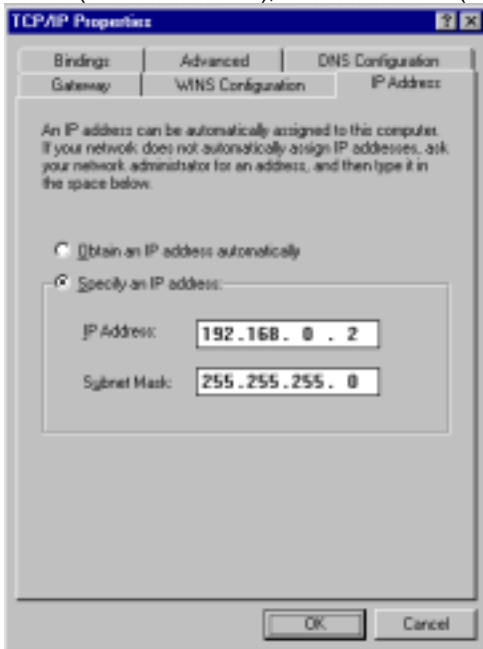 TCP/IP Properties
Bindings Advanced DNS Configuration
Gateway WINS Configuration IP Address
An IP address can be automatically assigned to this computer.
If your network does not automatically assign IP addresses, ask
your network administrator for an address, and then type it in
the space below.
Obtain an IP address automatically
Specify an IP address:
IP Address: 192.168. 0 . 2
Subnet Mask: 255.255.255. 0
OK Cancel